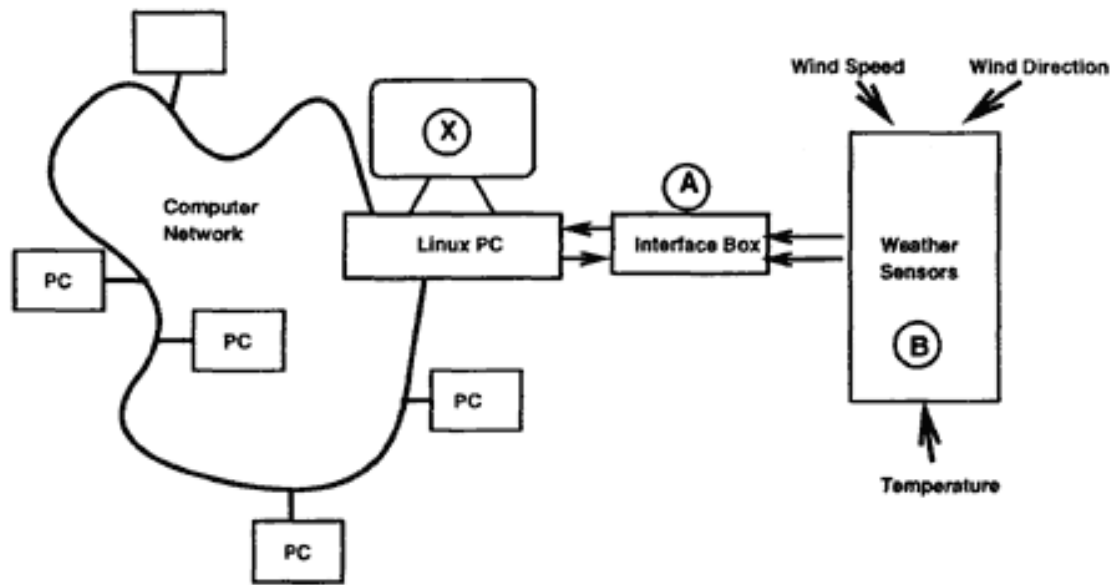 Wind Speed
Wind Direction
X
A
Computer
Network
Linux PC
Interface Box
Weather
Sensors
PC
PC
B
PC
Temperature
PC